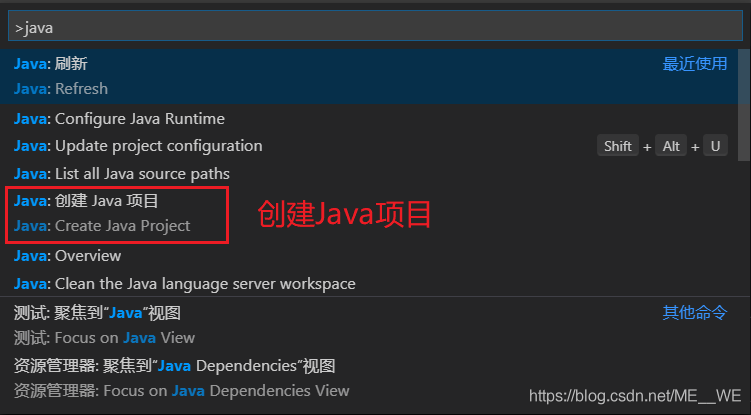 >java
Java: 刷新 最近使用
Java: Refresh
Java: Configure Java Runtime
Java: Update project configuration Shift + Alt + U
Java: List all Java source paths
Java: 创建 Java 项目
Java: Create Java Project
创建Java项目
Java: Overview
Java: Clean the Java language server workspace
测试: 聚焦到"Java"视图 其他命令
测试: Focus on Java View
资源管理器: 聚焦到"Java Dependencies"视图
资源管理器: Focus on Java Dependencies View
https://blog.csdn.net/ME__WE